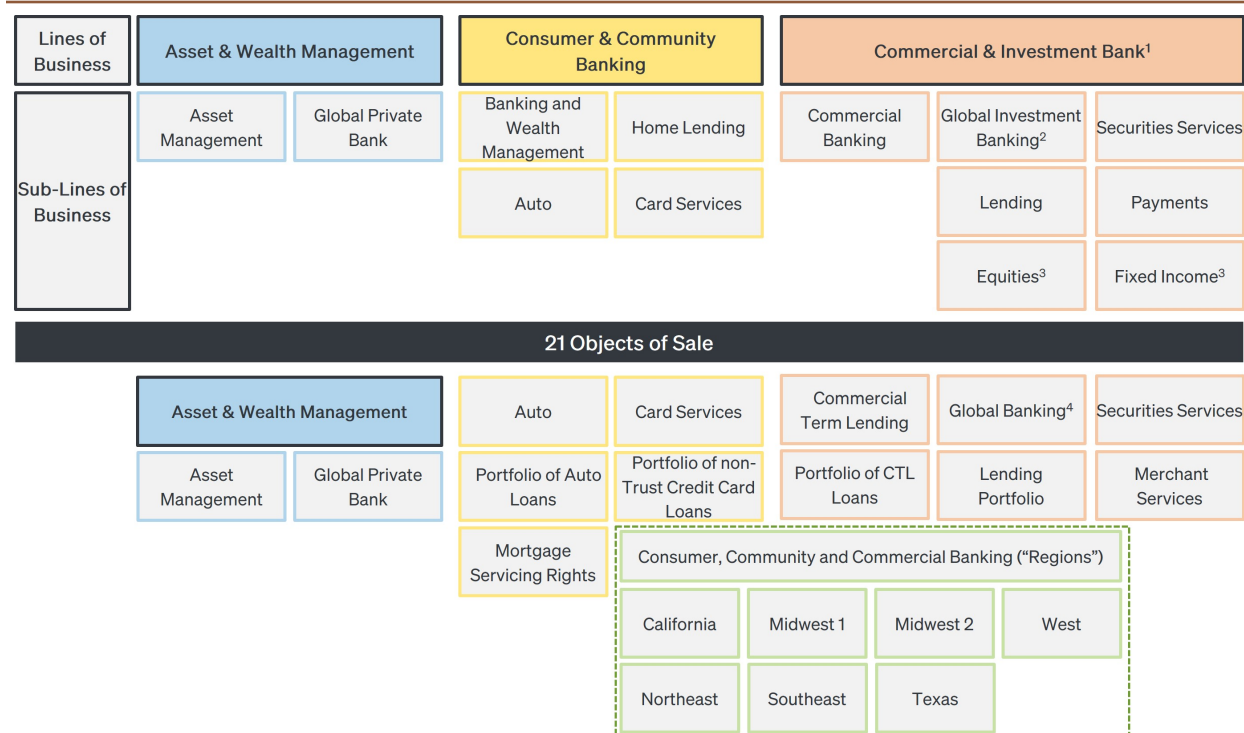 Lines of
Business
Asset & Wealth Management
Consumer & Community
Banking
Commercial & Investment Bank¹
Sub-Lines of
Business
Asset
Management
Global Private
Bank
Banking and
Wealth
Management
Home Lending
Commercial
Banking
Global Investment
Banking²
Securities Services
Auto
Card Services
Lending
Payments
Equities³
Fixed Income³
21 Objects of Sale
Asset & Wealth Management
Auto
Card Services
Commercial
Term Lending
Global Banking⁴
Securities Services
Asset
Management
Global Private
Bank
Portfolio of Auto
Loans
Portfolio of non-
Trust Credit Card
Loans
Portfolio of CTL
Loans
Lending
Portfolio
Merchant
Services
Mortgage
Servicing Rights
Consumer, Community and Commercial Banking (“Regions”)
California
Midwest 1
Midwest 2
West
Northeast
Southeast
Texas